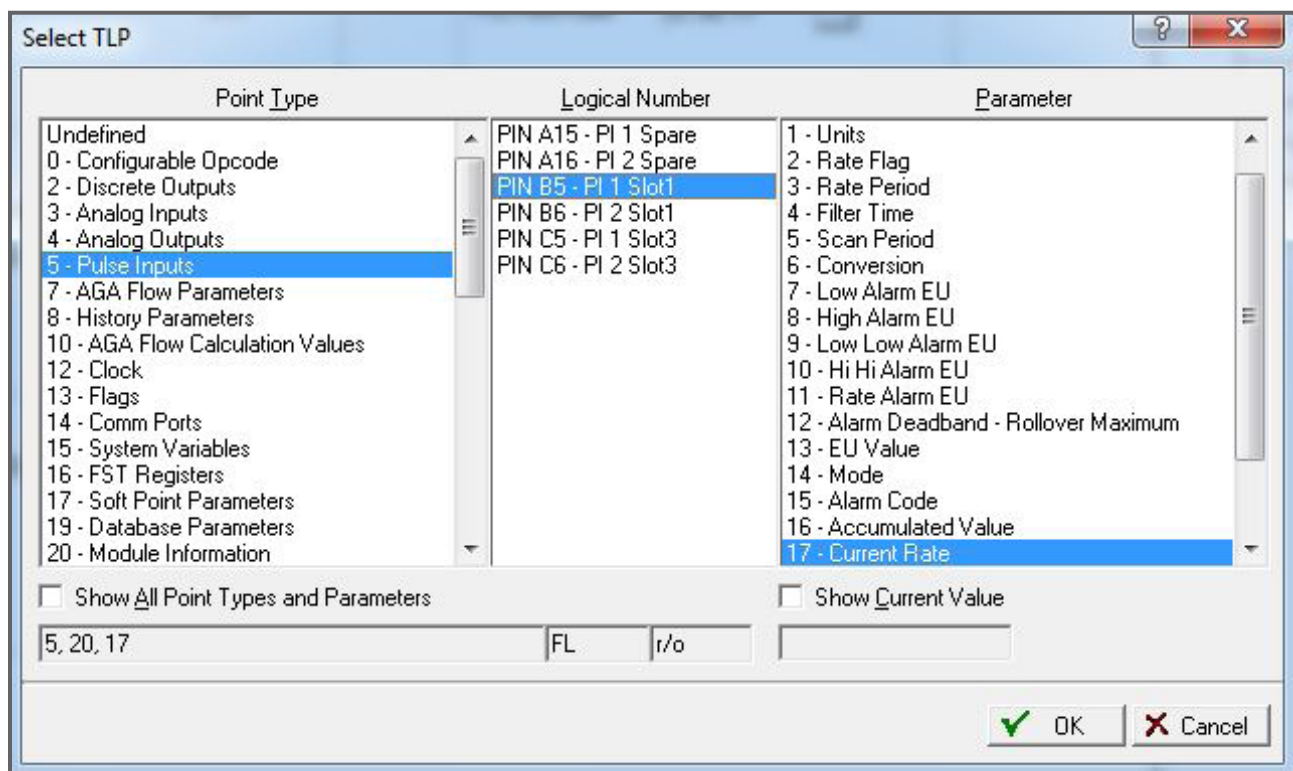 Select TLP
Point Type
Undefined
0 - Configurable Opcode
2 - Discrete Outputs
3 - Analog Inputs
4 - Analog Outputs
5 - Pulse Inputs
7 - AGA Flow Parameters
8 - History Parameters
10 - AGA Flow Calculation Values
12 - Clock
13 - Flags
14 - Comm Ports
15 - System Variables
16 - FST Registers
17 - Soft Point Parameters
19 - Database Parameters
20 - Module Information
Logical Number
PIN A15 - PI 1 Spare
PIN A16 - PI 2 Spare
PIN B5 - PI 1 Slot1
PIN B6 - PI 2 Slot1
PIN C5 - PI 1 Slot3
PIN C6 - PI 2 Slot3
Parameter
1 - Units
2 - Rate Flag
3 - Rate Period
4 - Filter Time
5 - Scan Period
6 - Conversion
7 - Low Alarm EU
8 - High Alarm EU
9 - Low Low Alarm EU
10 - Hi Hi Alarm EU
11 - Rate Alarm EU
12 - Alarm Deadband - Rollover Maximum
13 - EU Value
14 - Mode
15 - Alarm Code
16 - Accumulated Value
17 - Current Rate
Show All Point Types and Parameters
Show Current Value
5, 20, 17
FL
r/o
OK
Cancel